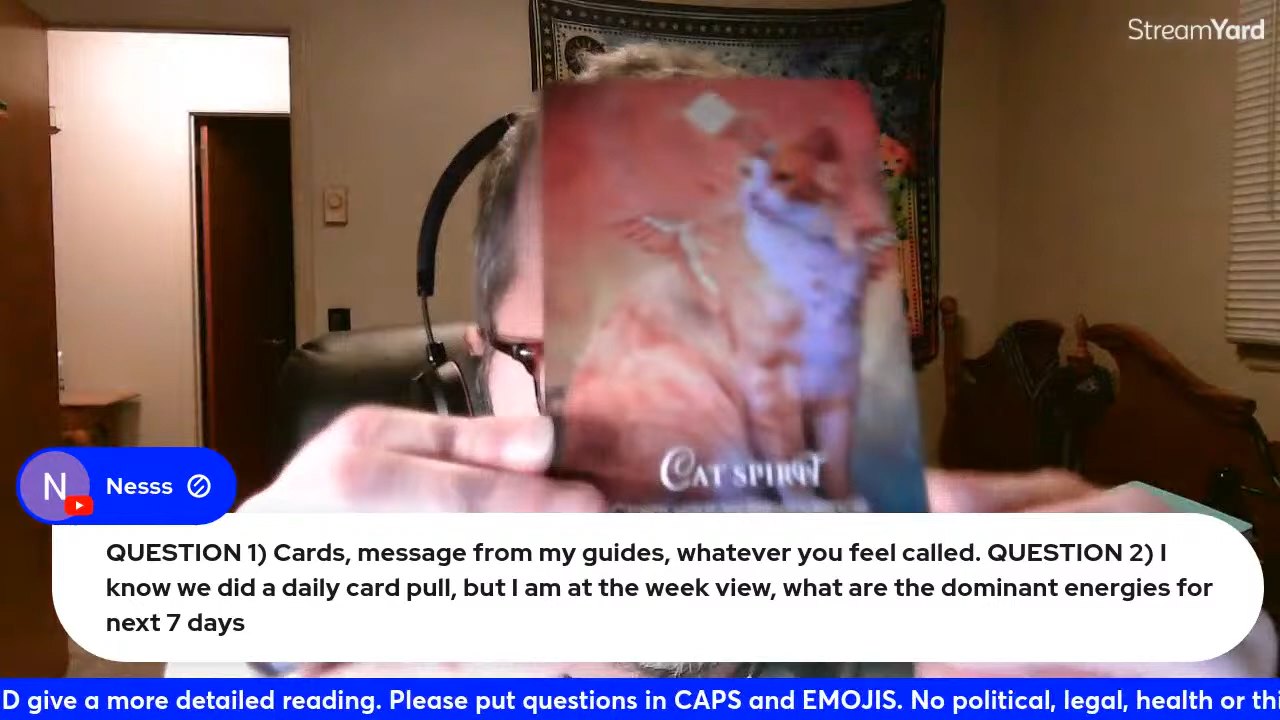 StreamYard
CAT SPIRIT
N Nesss
QUESTION 1) Cards, message from my guides, whatever you feel called. QUESTION 2) I
know we did a daily card pull, but I am at the week view, what are the dominant energies for
next 7 days
D give a more detailed reading. Please put questions in CAPS and EMOJIS. No political, legal, health or thi